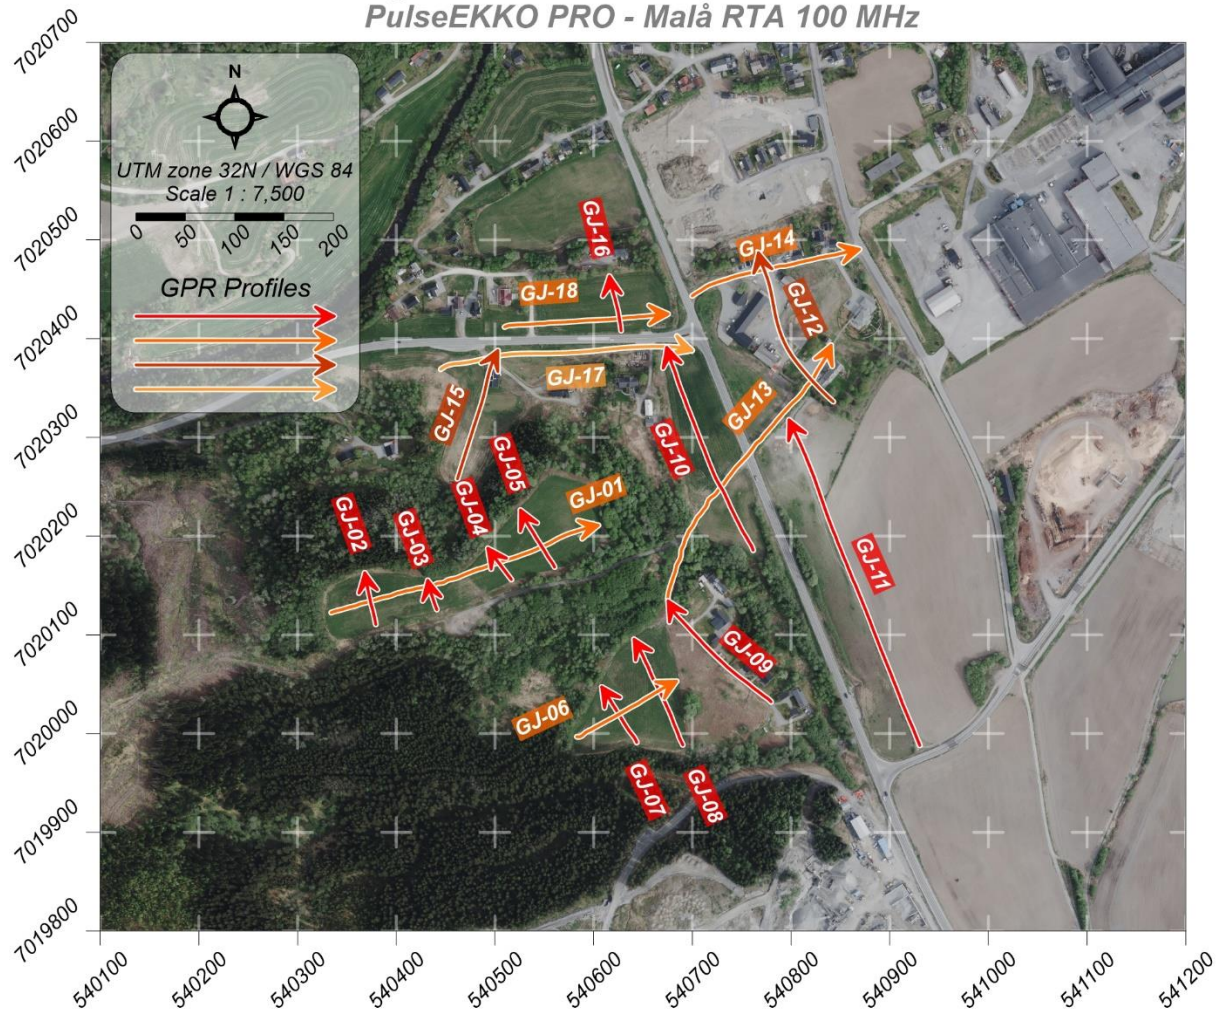 PulseEKKO PRO - Malå RTA 100 MHz
7020700
7020600
7020500
7020400
7020300
7020200
7020100
7020000
7019900
7019800
N
UTM zone 32N / WGS 84
Scale 1 : 7,500
0 50 100 150 200
GPR Profiles
GJ-16
GJ-14
GJ-18
GJ-12
GJ-17
GJ-13
GJ-15
GJ-10
GJ-05
GJ-01
GJ-04
GJ-02
GJ-03
GJ-11
GJ-09
GJ-06
GJ-07
GJ-08
540100 540200 540300 540400 540500 540600 540700 540800 540900 541000 541100 541200